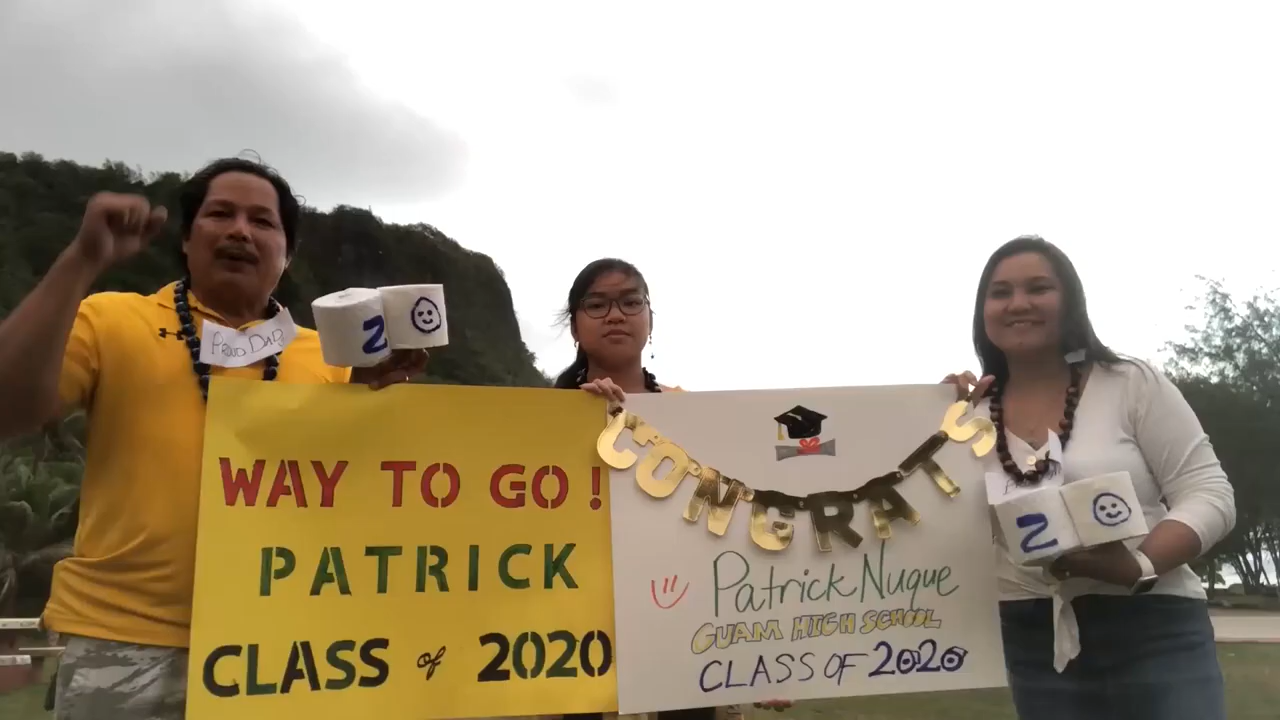 PROUD DAD
2
WAY TO GO!
PATRICK
CLASS of 2020
CONGRATS
Patrick Nuque
GUAM HIGH SCHOOL
CLASS OF 2020
2